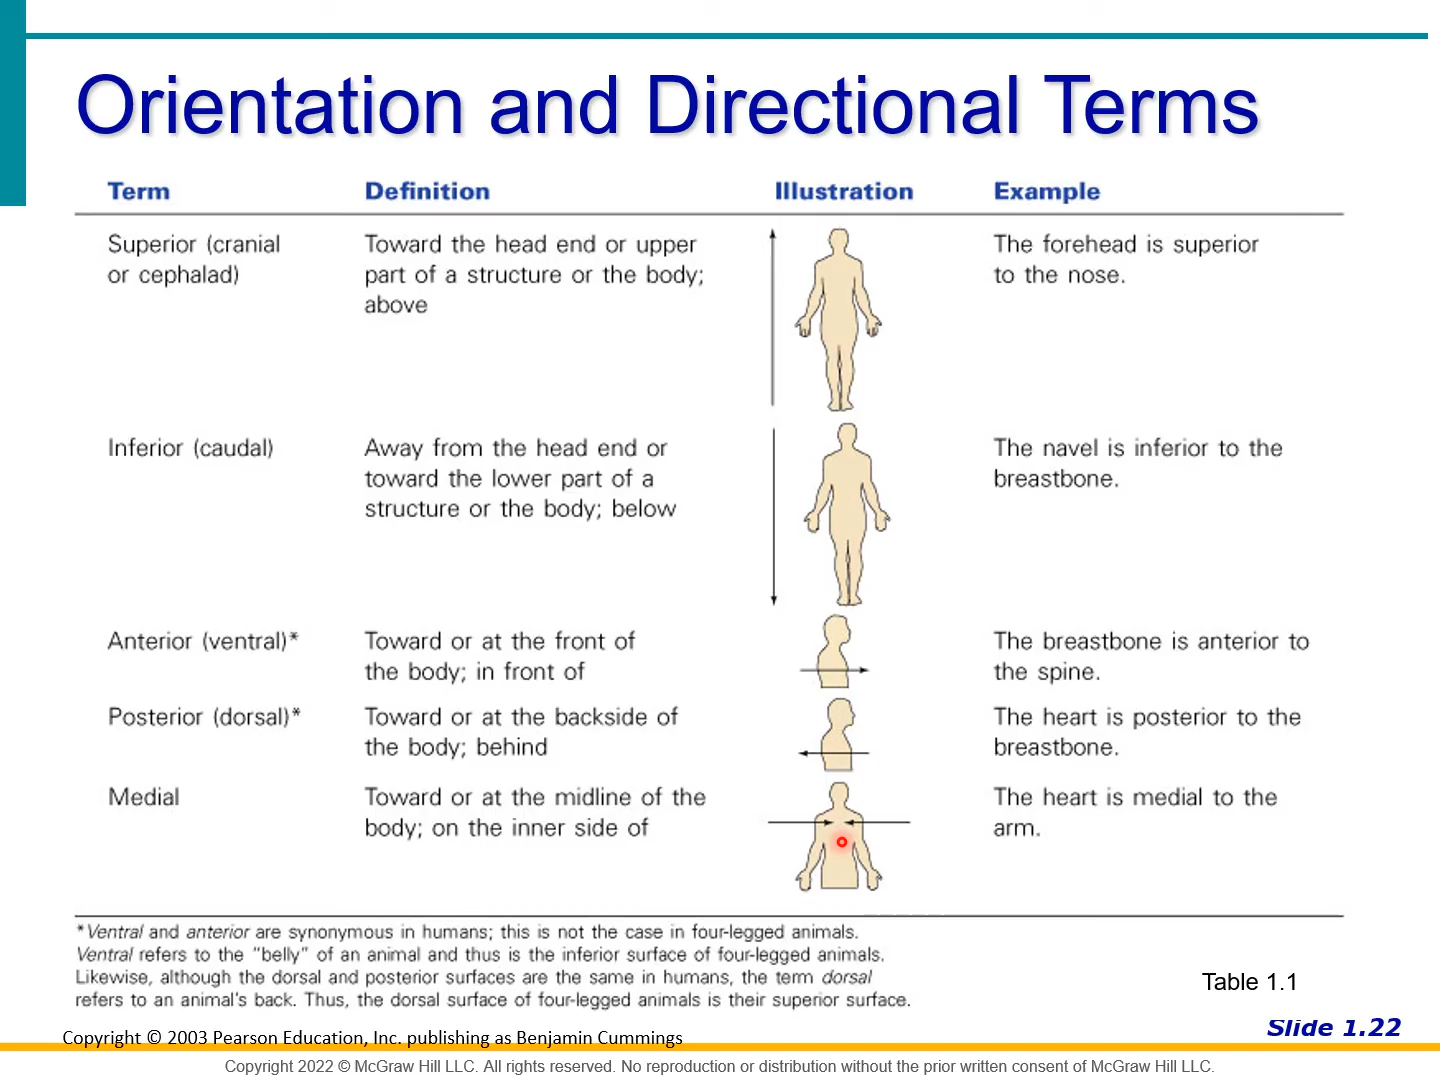 Orientation and Directional Terms
Term Definition Illustration Example
Superior (cranial
or cephalad)
Toward the head end or upper
part of a structure or the body;
above
The forehead is superior
to the nose.
Inferior (caudal)
Away from the head end or
toward the lower part of a
structure or the body; below
The navel is inferior to the
breastbone.
Anterior (ventral)*
Toward or at the front of
the body; in front of
The breastbone is anterior to
the spine.
Posterior (dorsal)*
Toward or at the backside of
the body; behind
The heart is posterior to the
breastbone.
Medial
Toward or at the midline of the
body; on the inner side of
The heart is medial to the
arm.
*Ventral and anterior are synonymous in humans; this is not the case in four-legged animals.
Ventral refers to the "belly" of an animal and thus is the inferior surface of four-legged animals.
Likewise, although the dorsal and posterior surfaces are the same in humans, the term dorsal
refers to an animal's back. Thus, the dorsal surface of four-legged animals is their superior surface.
Table 1.1
Slide 1.22
Copyright © 2003 Pearson Education, Inc. publishing as Benjamin Cummings
Copyright 2022 © McGraw Hill LLC. All rights reserved. No reproduction or distribution without the prior written consent of McGraw Hill LLC.